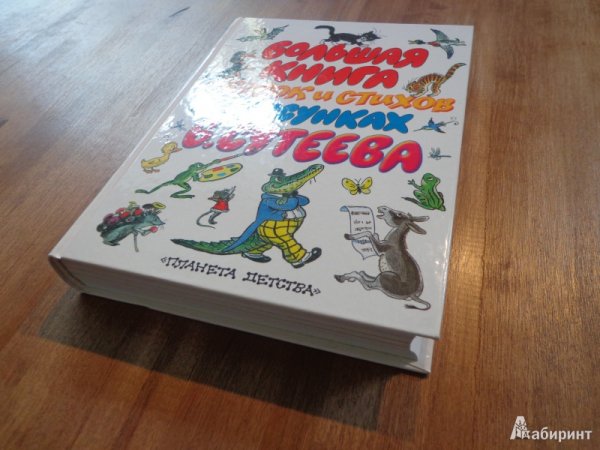 БОЛЬШАЯ
КНИГА
И СТИХОВ
СУТЕЕВА
«ПЛАНЕТА ДЕТСТВА»
Лабиринт